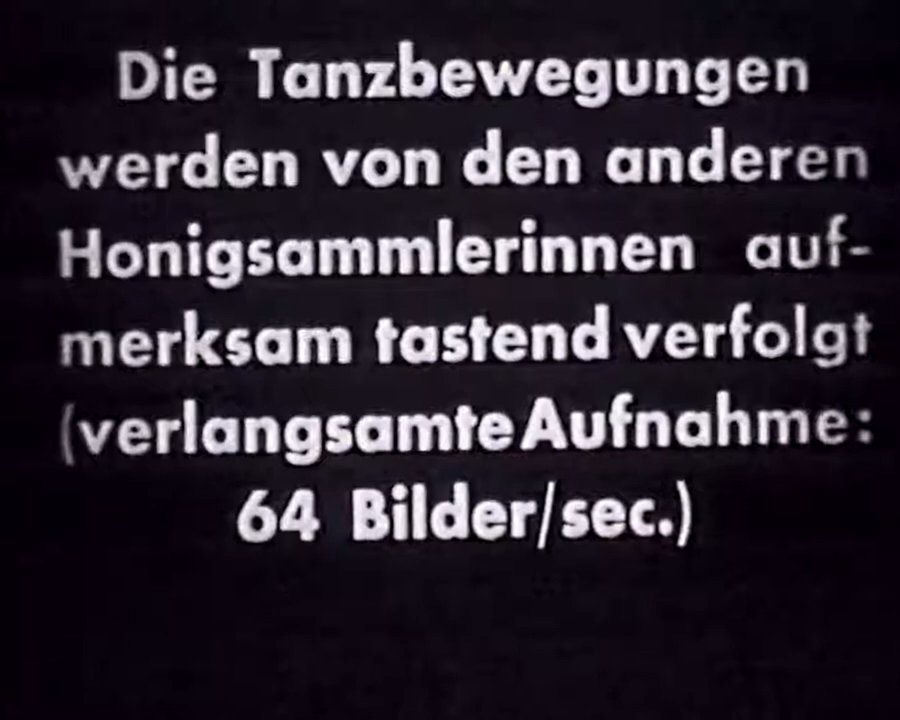 Die Tanzbewegungen
werden von den anderen
Honigsammlerinnen auf-
merksam tastend verfolgt
(verlangsamte Aufnahme:
64 Bilder/sec.)